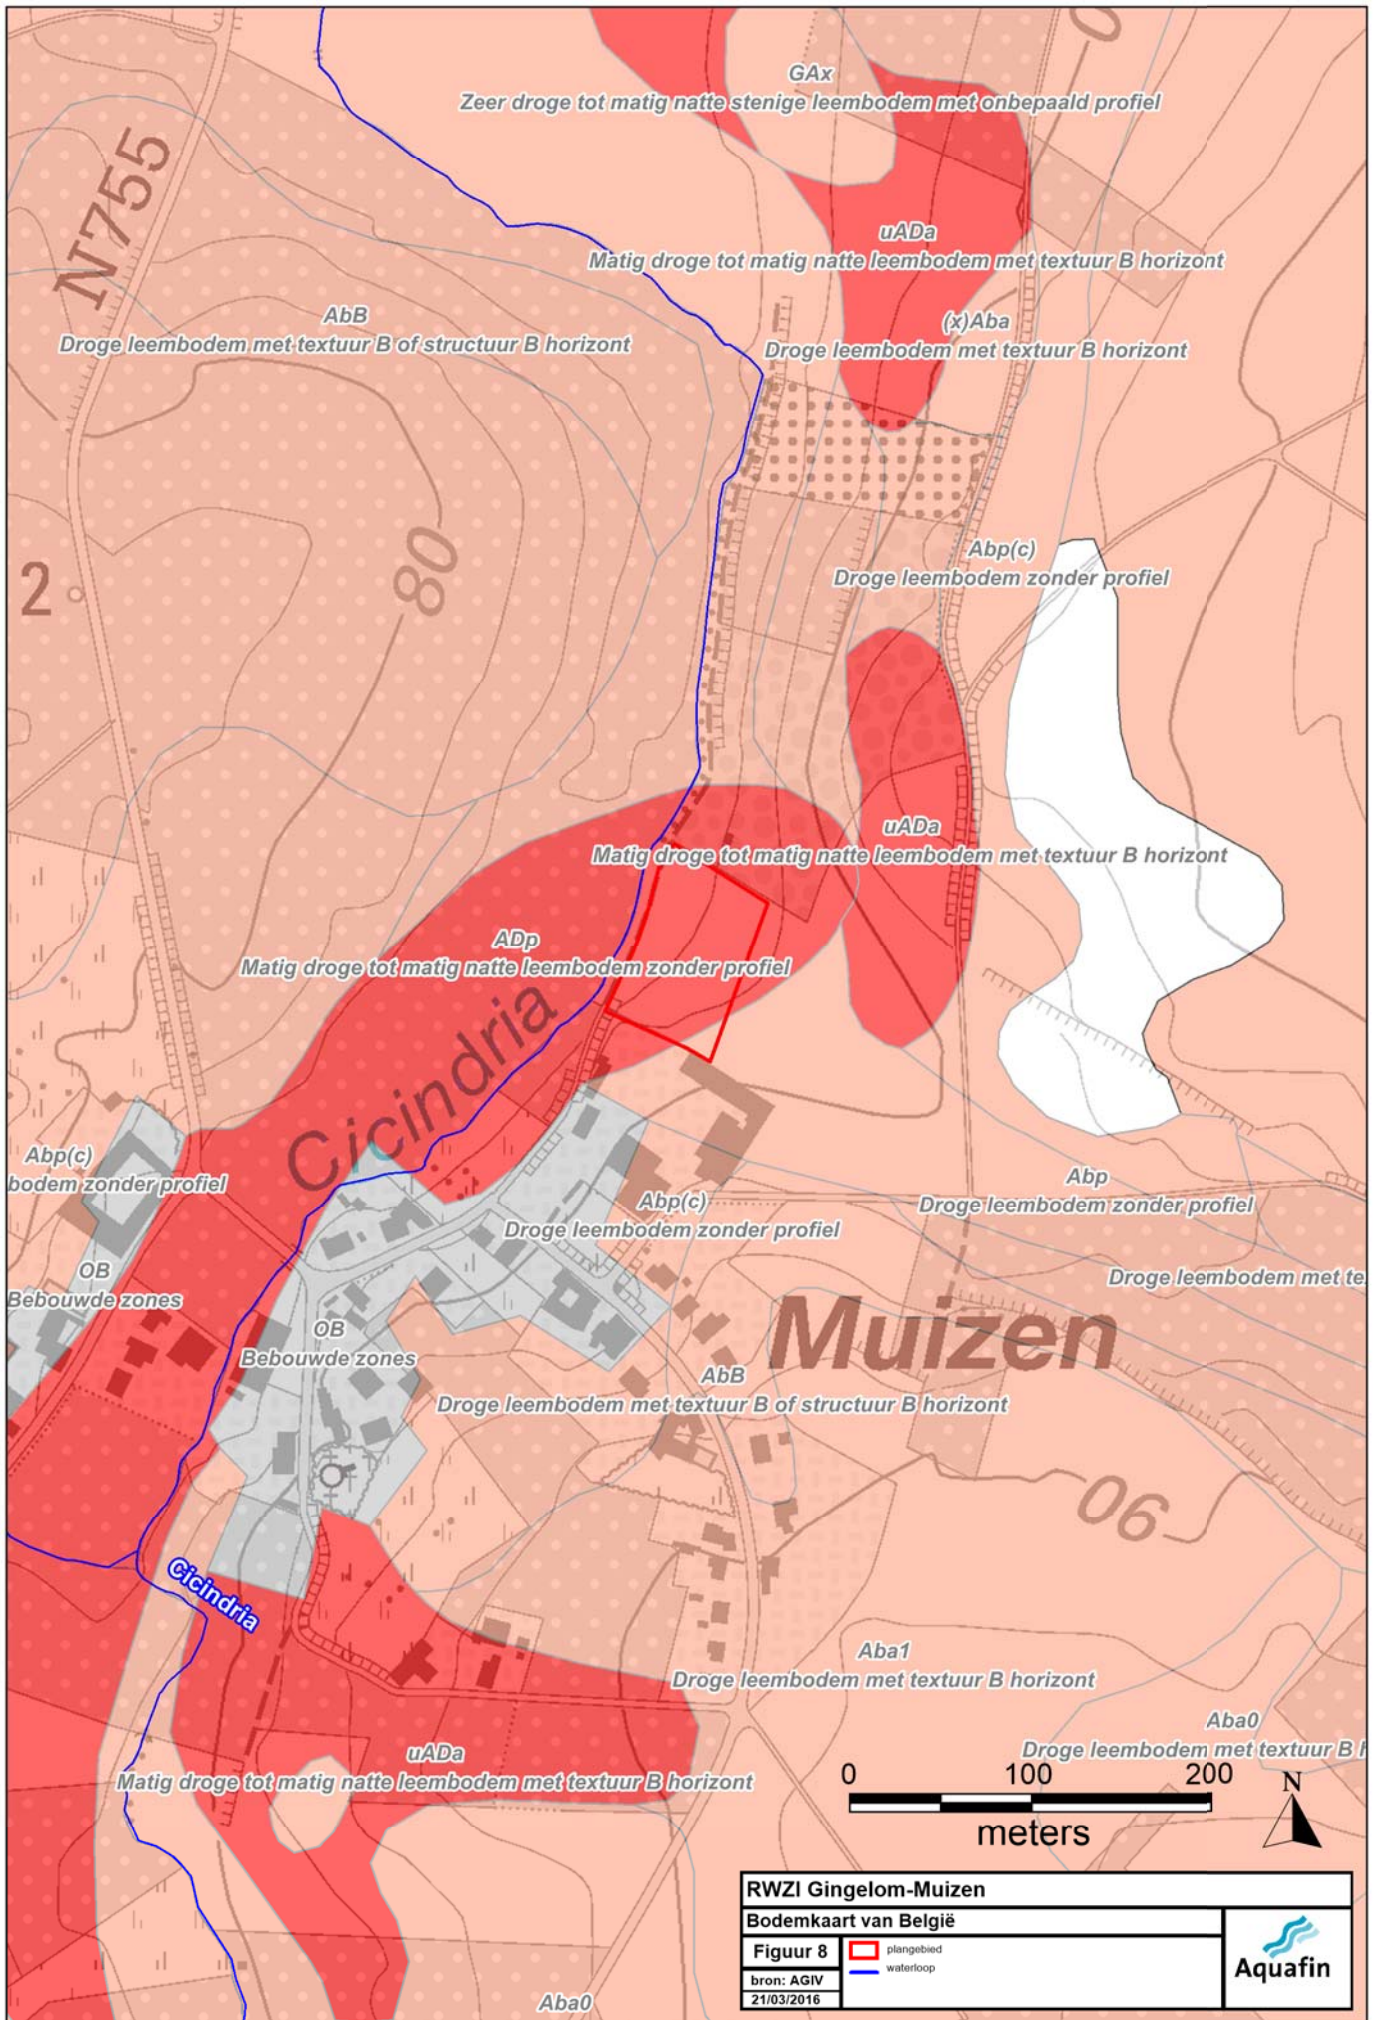 GAx
Zeer droge tot matig natte stenige leembodem met onbepaald profiel
N755
uADa
Matig droge tot matig natte leembodem met textuur B horizont
AbB
Droge leembodem met textuur B of structuur B horizont
(x)Aba
Droge leembodem met textuur B horizont
80
2
Abp(c)
Droge leembodem zonder profiel
uADa
Matig droge tot matig natte leembodem met textuur B horizont
ADp
Matig droge tot matig natte leembodem zonder profiel
Cicindria
Abp(c)
bodem zonder profiel
Abp
Droge leembodem zonder profiel
Abp(c)
Droge leembodem zonder profiel
OB
Bebouwde zones
Droge leembodem met te
Muizen
OB
Bebouwde zones
AbB
Droge leembodem met textuur B of structuur B horizont
90
Cicindria
Aba1
Droge leembodem met textuur B horizont
Aba0
Droge leembodem met textuur B h
uADa
Matig droge tot matig natte leembodem met textuur B horizont
0 100 200
meters
N
RWZI Gingelom-Muizen
Bodemkaart van België
Figuur 8
plangebied
waterloop
bron: AGIV
21/03/2016
Aquafin
Aba0